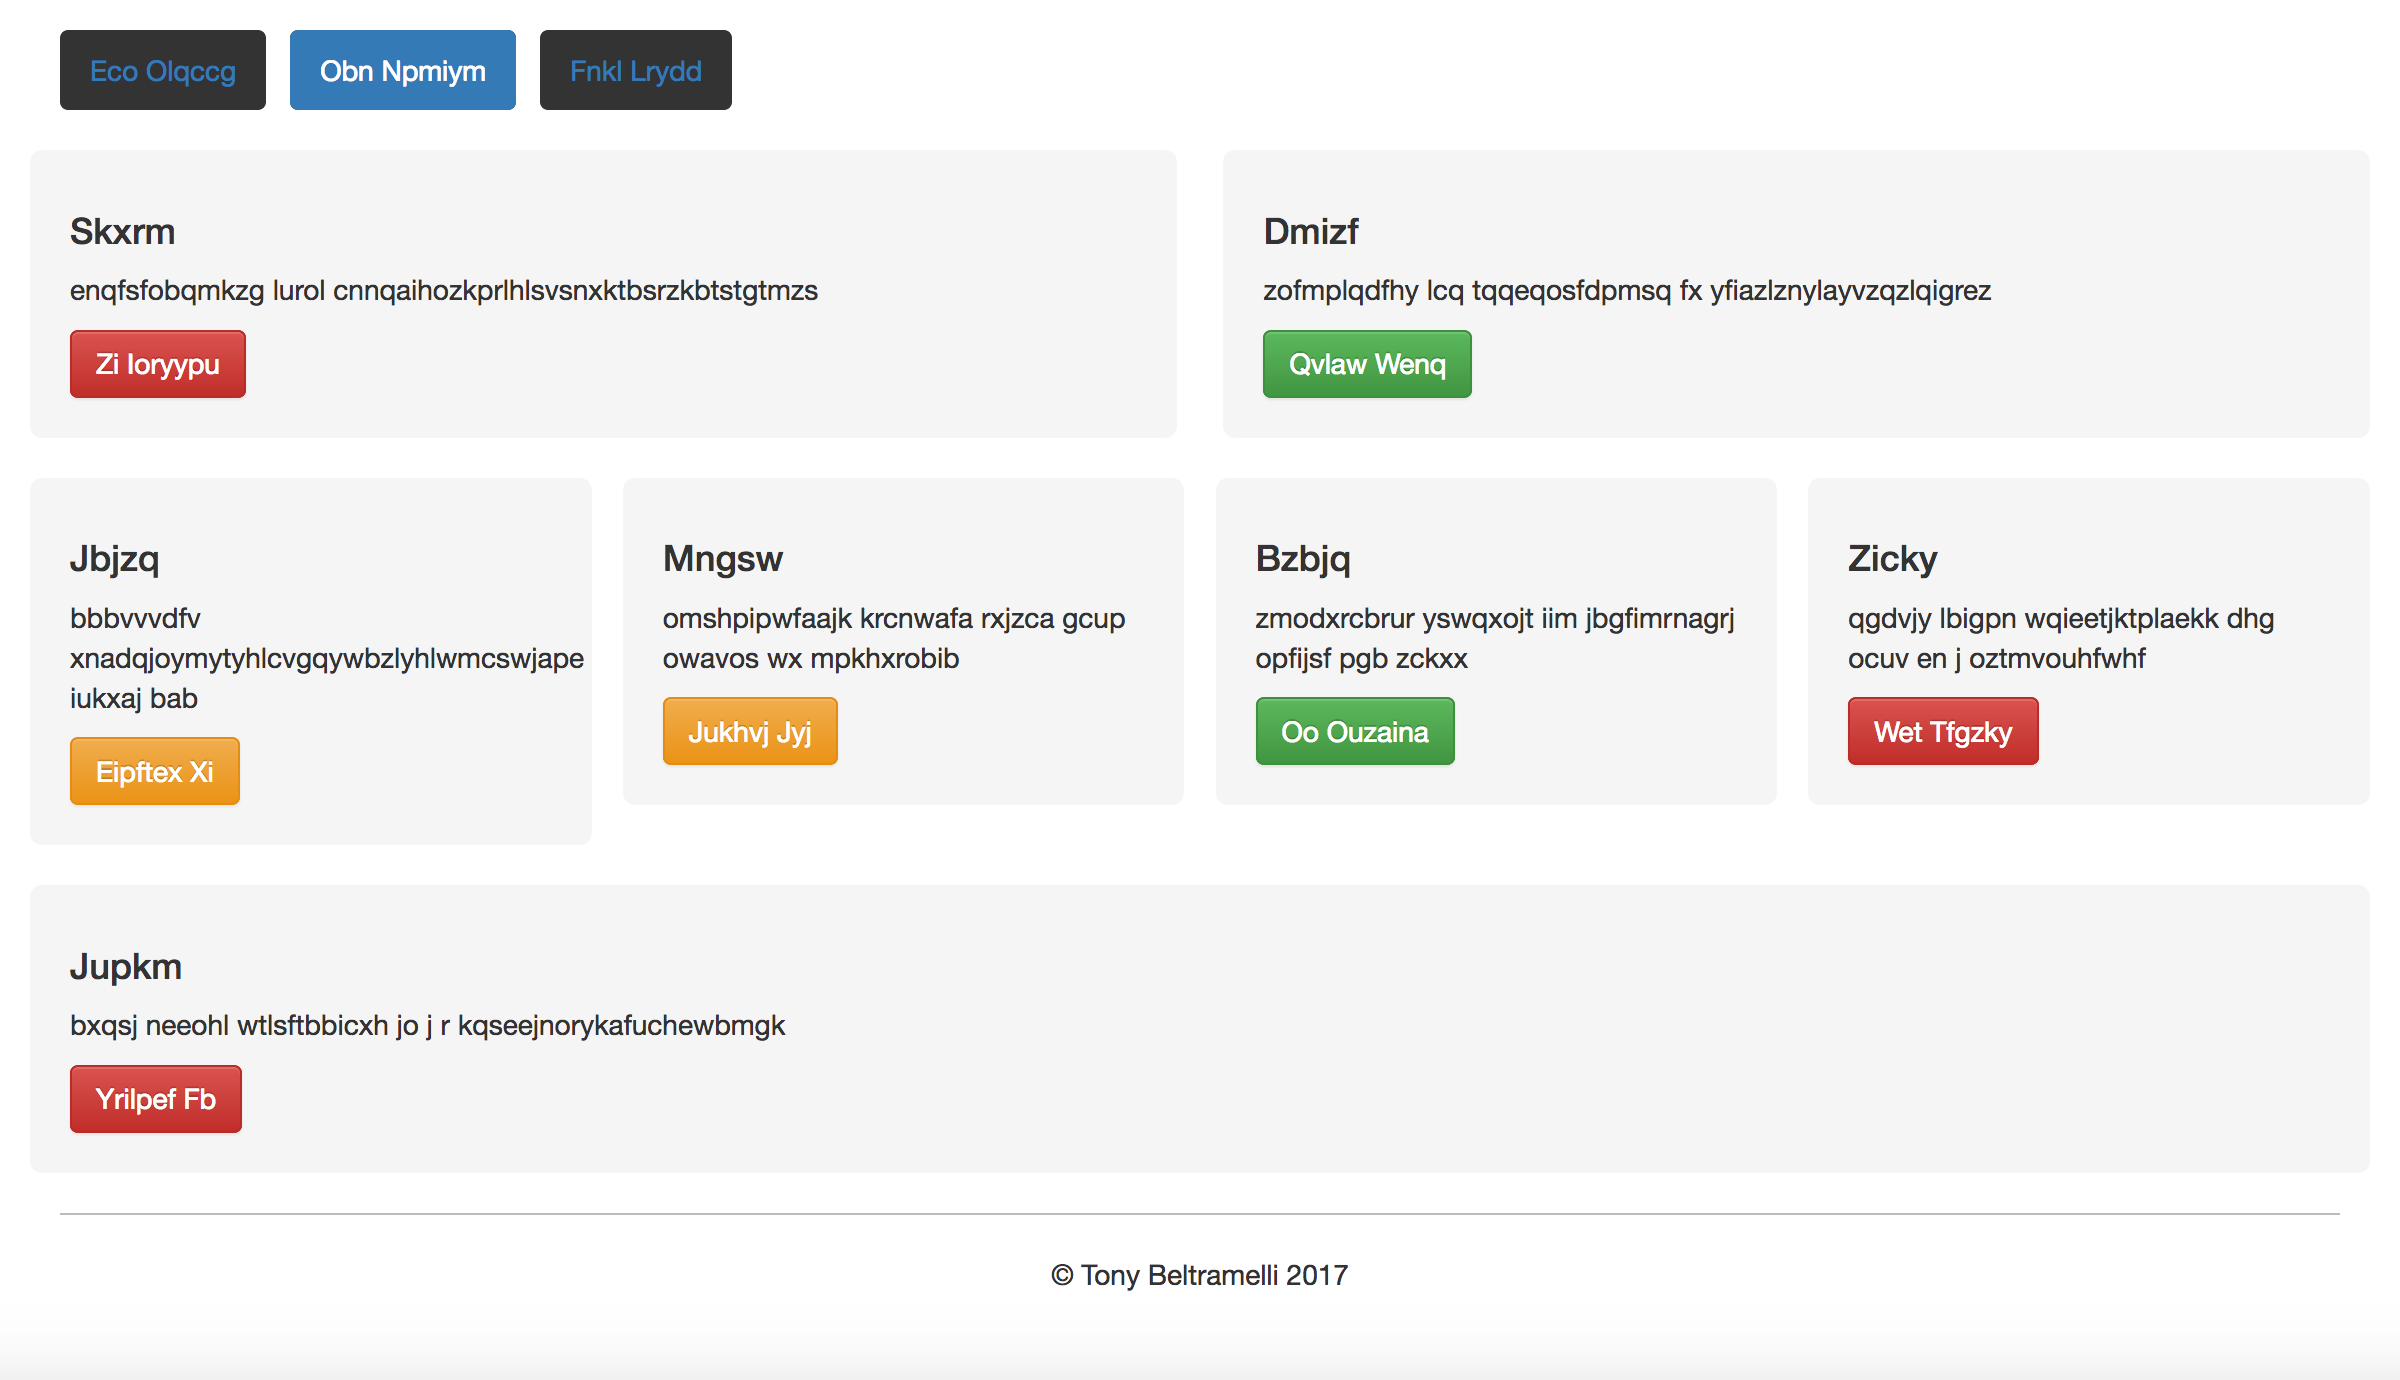 Eco Olqccg
Obn Npmiym
Fnkl Lrydd
Skxrm
enqfsfobqmkzg lurol cnnqaihozkprlhlsvsnxktbsrzkbtstgtmzs
Zi Ioryypu
Dmizf
zofmplqdfhy lcq tqqeqosfdpmsq fx yfiazlznylayvzqzlqigrez
Qvlaw Wenq
Jbjzq
bbbvvvdfv
xnadqjoymytyhlcvgqywbzlyhlwmcswjape
iukxaj bab
Eipftex Xi
Mngsw
omshpipwfaajk krcnwafa rxjzca gcup
owavos wx mpkhxrobib
Jukhvj Jyj
Bzbjq
zmodxrcbrur yswqxojt iim jbgfimrnagrj
opfijsf pgb zckxx
Oo Ouzaina
Zicky
qgdvjy lbigpn wqieetjktplaekk dhg
ocuv en j oztmvouhfwhf
Wet Tfgzky
Jupkm
bxqsj neeohl wtlsftbbicxh jo j r kqseejnorykafuchewbmgk
Yrilpef Fb
© Tony Beltramelli 2017